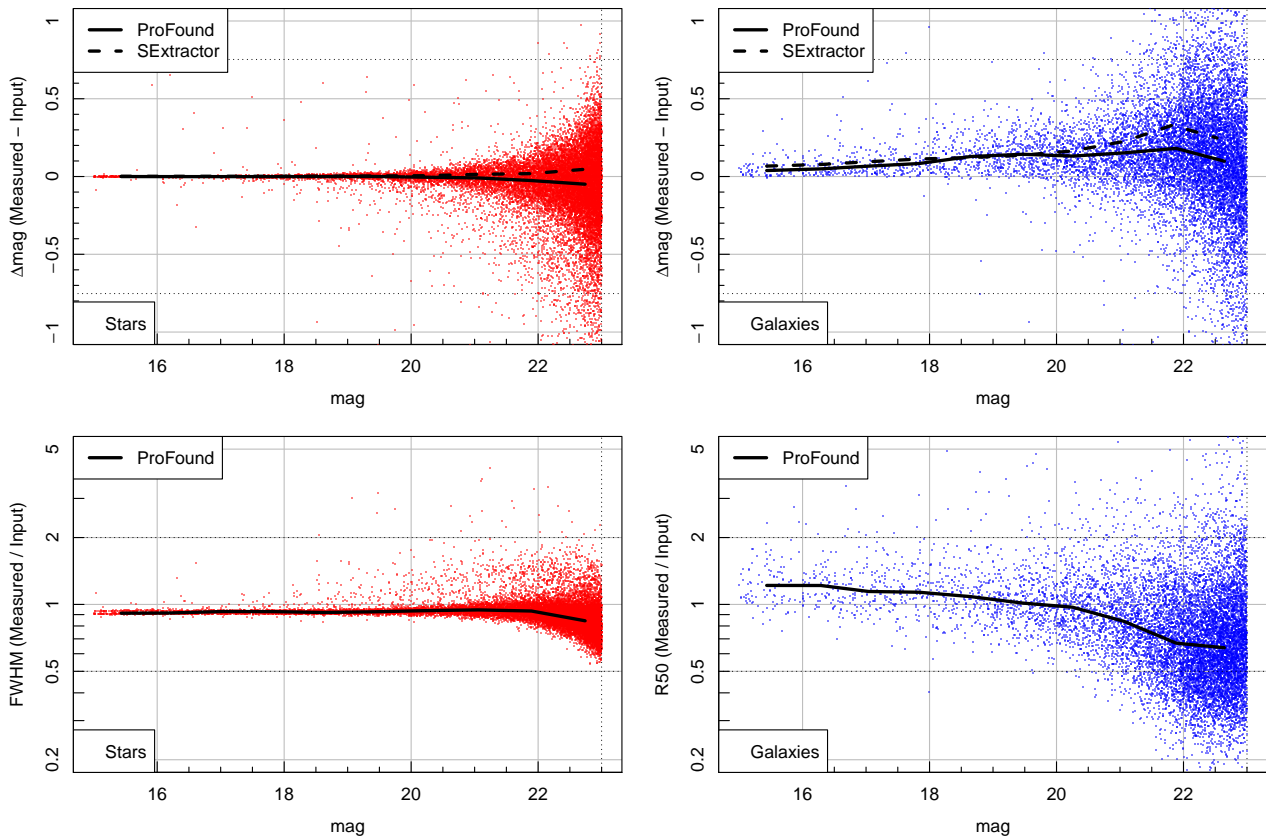 ProFound
SExtractor
Stars
Δmag (Measured − Input)
1
0.5
0
−0.5
−1
16 18 20 22
mag
ProFound
SExtractor
Galaxies
Δmag (Measured − Input)
1
0.5
0
−0.5
−1
16 18 20 22
mag
ProFound
Stars
FWHM (Measured / Input)
5
2
1
0.5
0.2
16 18 20 22
mag
ProFound
Galaxies
R50 (Measured / Input)
5
2
1
0.5
0.2
16 18 20 22
mag